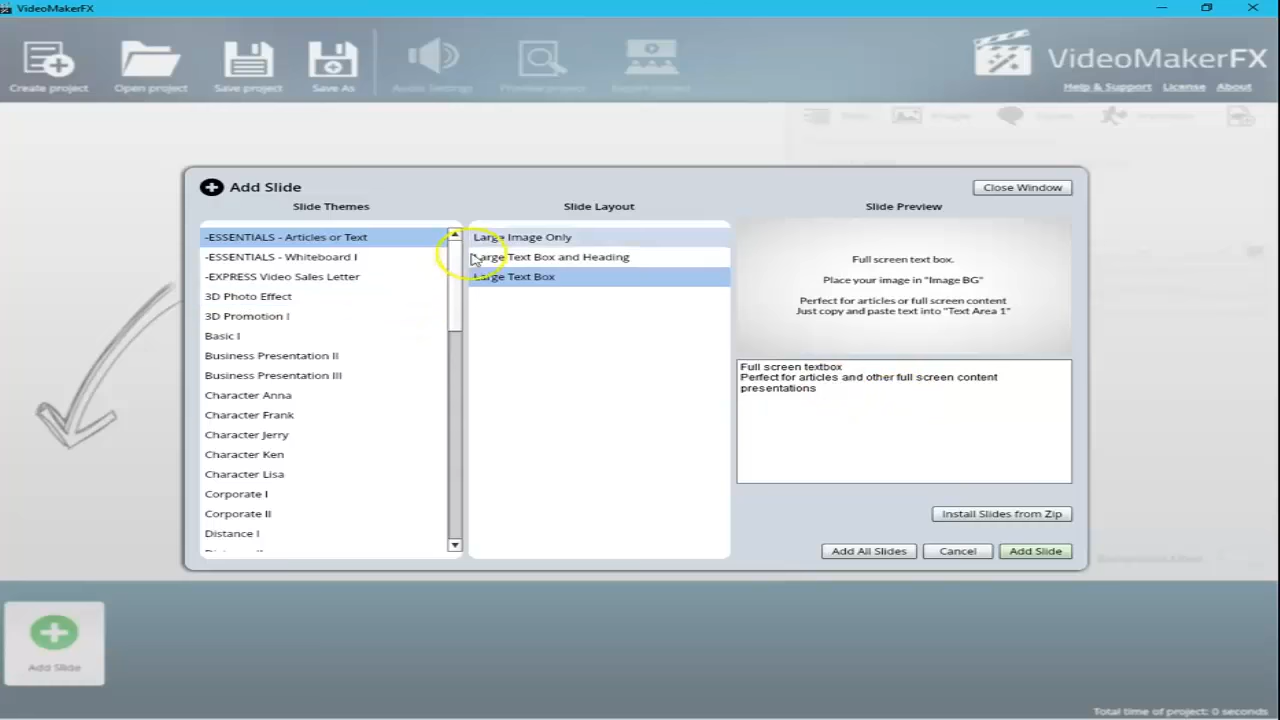 VideoMakerFX
Create project
Open project
Save project
Save As
Audio Settings
Preview project
VideoMakerFX
Help & Support
License
About
Add Slide
Close Window
Slide Themes
Slide Layout
Slide Preview
-ESSENTIALS - Articles or Text
-ESSENTIALS - Whiteboard I
-EXPRESS Video Sales Letter
3D Photo Effect
3D Promotion I
Basic I
Business Presentation II
Business Presentation III
Character Anna
Character Frank
Character Jerry
Character Ken
Character Lisa
Corporate I
Corporate II
Distance I
Large Image Only
Large Text Box and Heading
Large Text Box
Full screen text box.
Place your image in "Image BG"
Perfect for articles or full screen content
Just copy and paste text into "Text Area 1"
Full screen textbox
Perfect for articles and other full screen content
presentations
Install Slides from Zip
Add All Slides
Cancel
Add Slide
Add Slide
Total time of project: 0 seconds